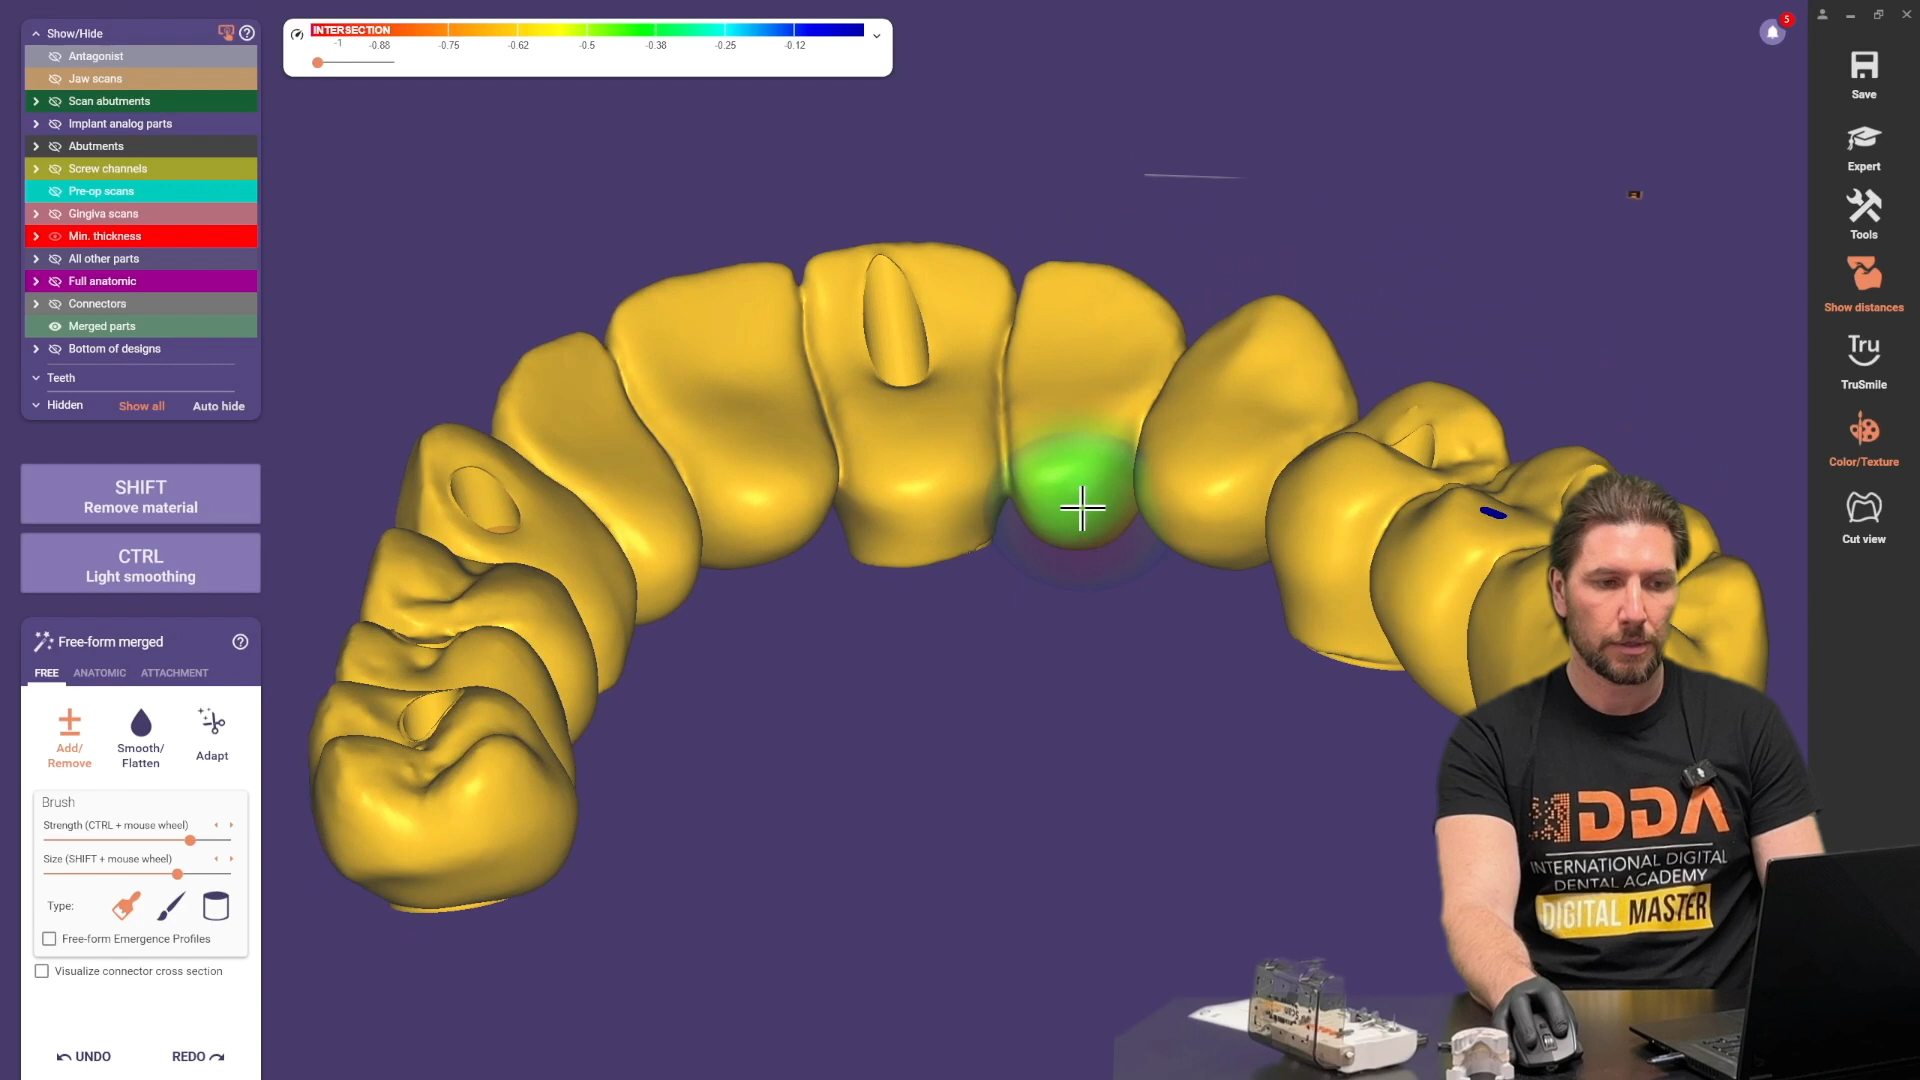 Show/Hide
Antagonist
Jaw scans
Scan abutments
Implant analog parts
Abutments
Screw channels
Pre-op scans
Gingiva scans
Min. thickness
All other parts
Full anatomic
Connectors
Merged parts
Bottom of designs
Teeth
Hidden Show all Auto hide
SHIFT
Remove material
CTRL
Light smoothing
Free-form merged
FREE ANATOMIC ATTACHMENT
Add/
Remove
Smooth/
Flatten
Adapt
Brush
Strength (CTRL + mouse wheel)
Size (SHIFT + mouse wheel)
Type:
Free-form Emergence Profiles
Visualize connector cross section
UNDO REDO
INTERSECTION
-1 -0.88 -0.75 -0.62 -0.5 -0.38 -0.25 -0.12
5
Save
Expert
Tools
Show distances
Tru
TruSmile
Color/Texture
Cut view
DDA
INTERNATIONAL DIGITAL
DENTAL ACADEMY
DIGITAL MASTER